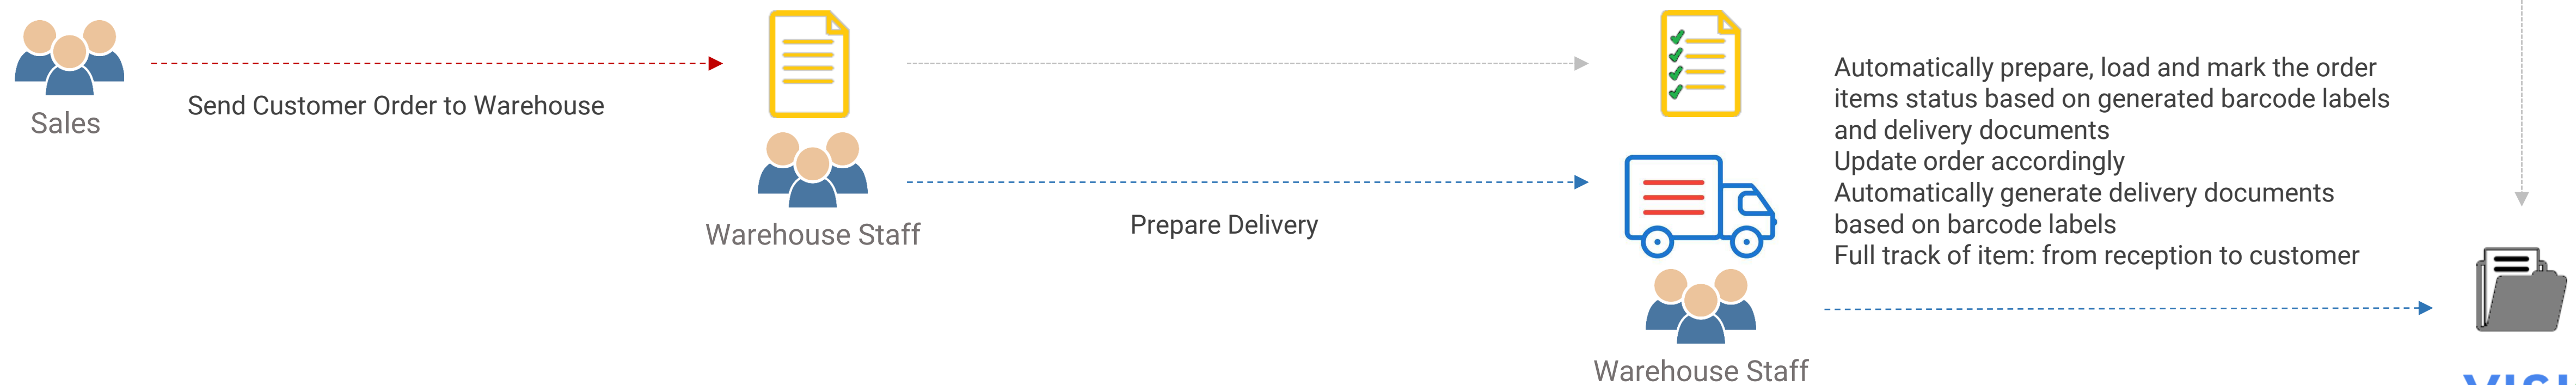 Sales
Send Customer Order to Warehouse
Warehouse Staff
Prepare Delivery
Automatically prepare, load and mark the order
items status based on generated barcode labels
and delivery documents
Update order accordingly
Automatically generate delivery documents
based on barcode labels
Full track of item: from reception to customer
Warehouse Staff